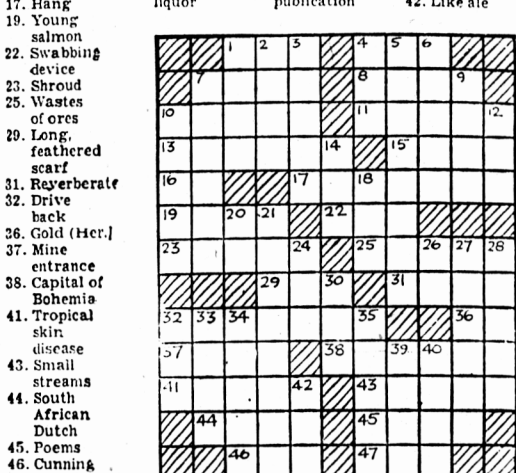 17. Hang
19. Young
salmon
22. Swabbing
device
23. Shroud
25. Wastes
of ores
29. Long,
feathered
scarf
31. Reverberate
32. Drive
back
36. Gold (Her.)
37. Mine
entrance
38. Capital of
Bohemia
41. Tropical
skin
disease
43. Small
streams
44. South
African
Dutch
45. Poems
46. Cunning
liquor publication 42. Like ale
1 2 3 4 5 6
7 8 9
10 11 12
13 14 15
16 17 18
19 20 21 22
23 24 25 26 27 28
29 30 31
32 33 34 35 36
37 38 39 40
41 42 43
44 45
46 47